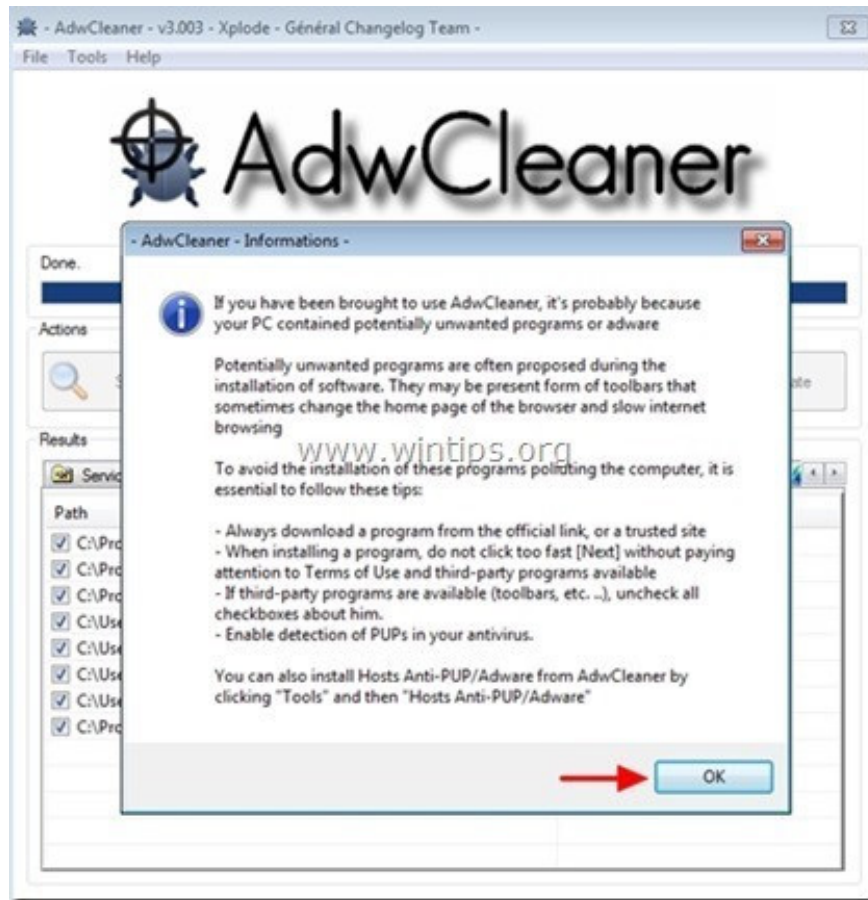 - AdwCleaner - v3.003 - Xplode - Général Changelog Team -
File Tools Help
AdwCleaner
- AdwCleaner - Informations -
Done.
If you have been brought to use AdwCleaner, it's probably because
your PC contained potentially unwanted programs or adware
Actions
Potentially unwanted programs are often proposed during the
installation of software. They may be present form of toolbars that
sometimes change the home page of the browser and slow internet
browsing
Results
www.wintips.org
To avoid the installation of these programs polluting the computer, it is
essential to follow these tips:
Path
- Always download a program from the official link, or a trusted site
- When installing a program, do not click too fast [Next] without paying
attention to Terms of Use and third-party programs available
- If third-party programs are available (toolbars, etc. ..), uncheck all
checkboxes about him.
- Enable detection of PUPs in your antivirus.
You can also install Hosts Anti-PUP/Adware from AdwCleaner by
clicking "Tools" and then "Hosts Anti-PUP/Adware"
C:\Pro
C:\Pro
C:\Pro
C:\Use
C:\Use
C:\Use
C:\Use
C:\Pro
OK